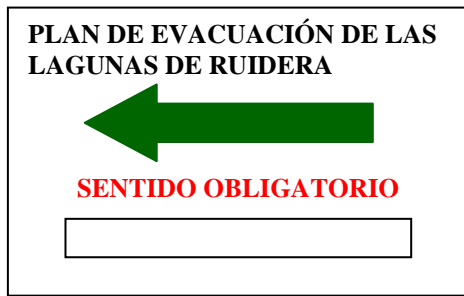 PLAN DE EVACUACIÓN DE LAS
LAGUNAS DE RUIDERA
SENTIDO OBLIGATORIO